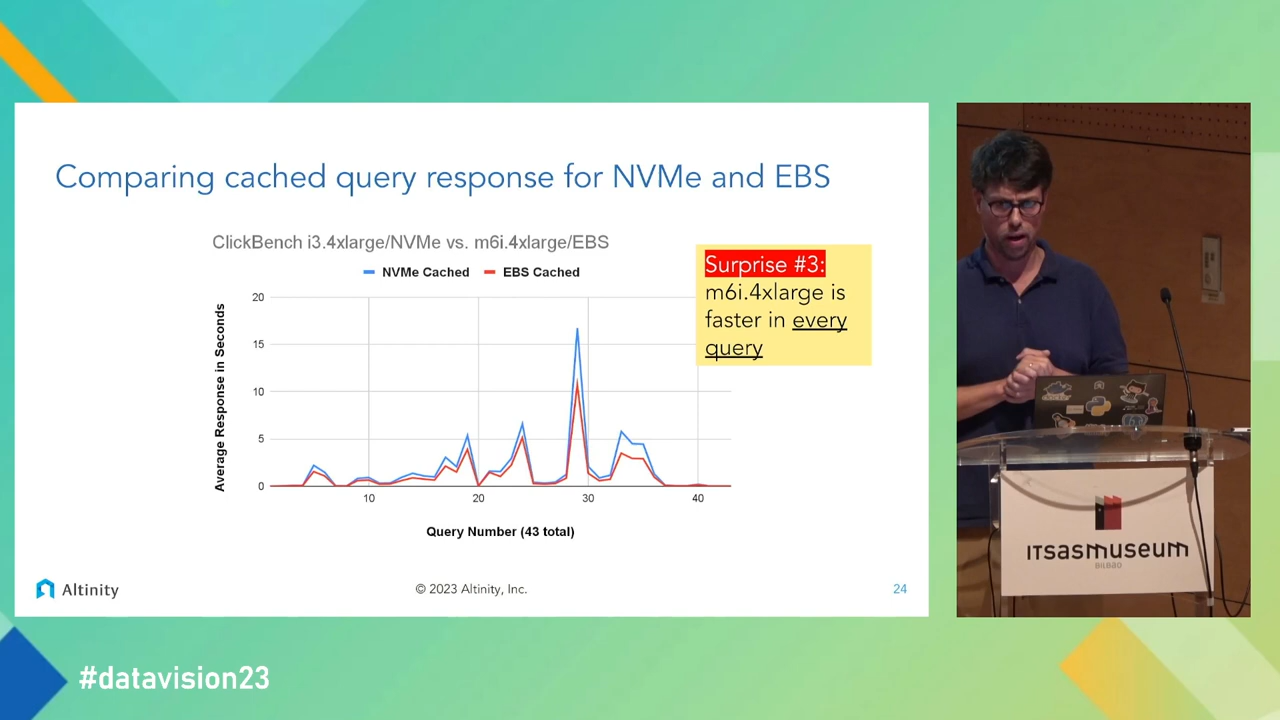 Comparing cached query response for NVMe and EBS
ClickBench i3.4xlarge/NVMe vs. m6i.4xlarge/EBS
NVMe Cached EBS Cached
Surprise #3:
m6i.4xlarge is
faster in every
query
Average Response in Seconds
20
15
10
5
0
10 20 30 40
Query Number (43 total)
Altinity
© 2023 Altinity, Inc.
24
ITSASMUSEUM
BILBAO
#datavision23